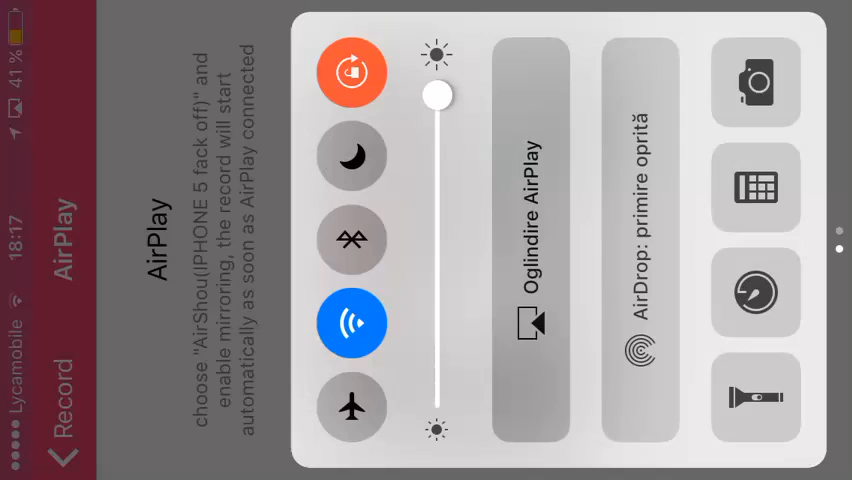 ●●●●● Lycamobile 18:17 41 %
Record AirPlay
AirPlay
choose "AirShou(IPHONE 5 fack off)" and
enable mirroring, the record will start
automatically as soon as AirPlay connected
Oglindire AirPlay
AirDrop: primire oprită